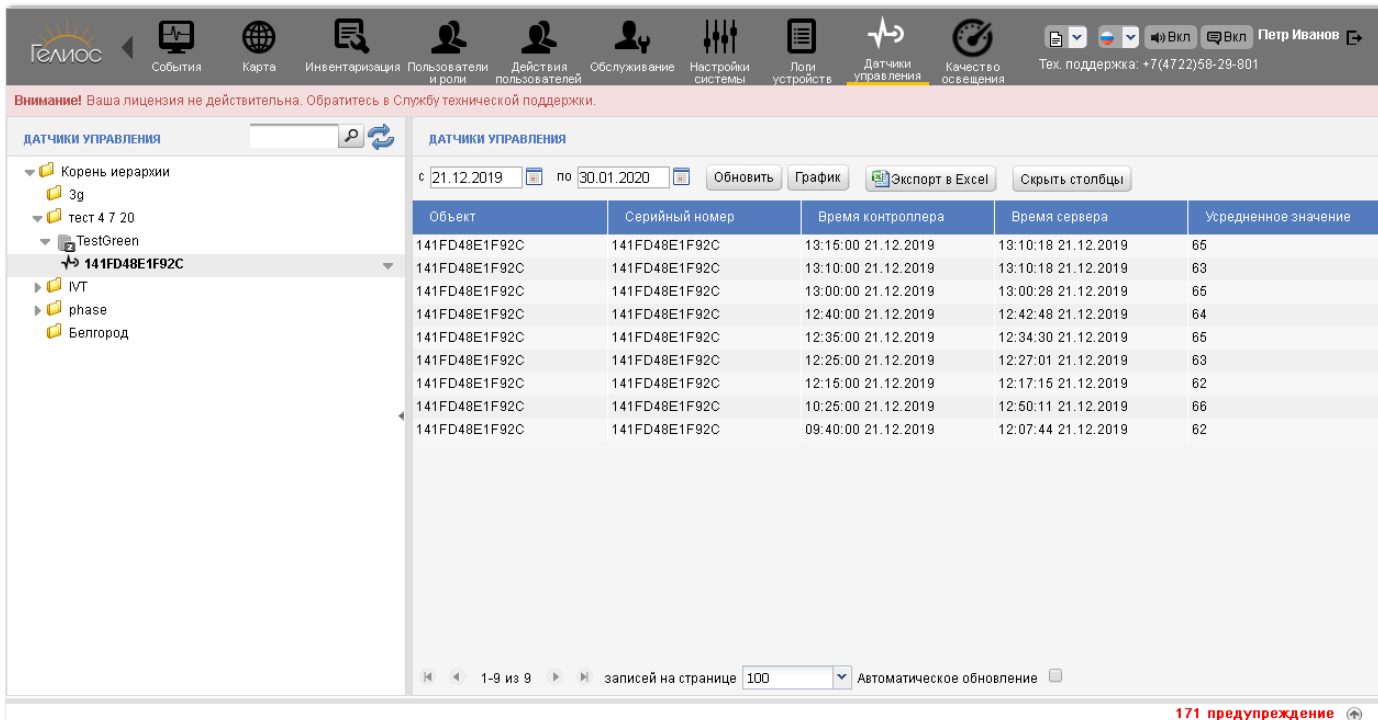 Гелиос
События
Карта
Инвентаризация
Пользователи и роли
Действия пользователей
Обслуживание
Настройки системы
Логи устройств
Датчики управления
Качество освещения
Вкл
Вкл
Петр Иванов
Тех. поддержка: +7(4722)58-29-801
Внимание! Ваша лицензия не действительна. Обратитесь в Службу технической поддержки.
ДАТЧИКИ УПРАВЛЕНИЯ
Корень иерархии
3g
тест 4 7 20
TestGreen
141FD48E1F92C
IVT
phase
Белгород
ДАТЧИКИ УПРАВЛЕНИЯ
с 21.12.2019 по 30.01.2020 Обновить График Экспорт в Excel Скрыть столбцы
Объект Серийный номер Время контроллера Время сервера Усредненное значение
141FD48E1F92C 141FD48E1F92C 13:15:00 21.12.2019 13:10:18 21.12.2019 65
141FD48E1F92C 141FD48E1F92C 13:10:00 21.12.2019 13:10:18 21.12.2019 63
141FD48E1F92C 141FD48E1F92C 13:00:00 21.12.2019 13:00:28 21.12.2019 65
141FD48E1F92C 141FD48E1F92C 12:40:00 21.12.2019 12:42:48 21.12.2019 64
141FD48E1F92C 141FD48E1F92C 12:35:00 21.12.2019 12:34:30 21.12.2019 65
141FD48E1F92C 141FD48E1F92C 12:25:00 21.12.2019 12:27:01 21.12.2019 63
141FD48E1F92C 141FD48E1F92C 12:15:00 21.12.2019 12:17:15 21.12.2019 62
141FD48E1F92C 141FD48E1F92C 10:25:00 21.12.2019 12:50:11 21.12.2019 66
141FD48E1F92C 141FD48E1F92C 09:40:00 21.12.2019 12:07:44 21.12.2019 62
1-9 из 9 записей на странице 100 Автоматическое обновление
171 предупреждение